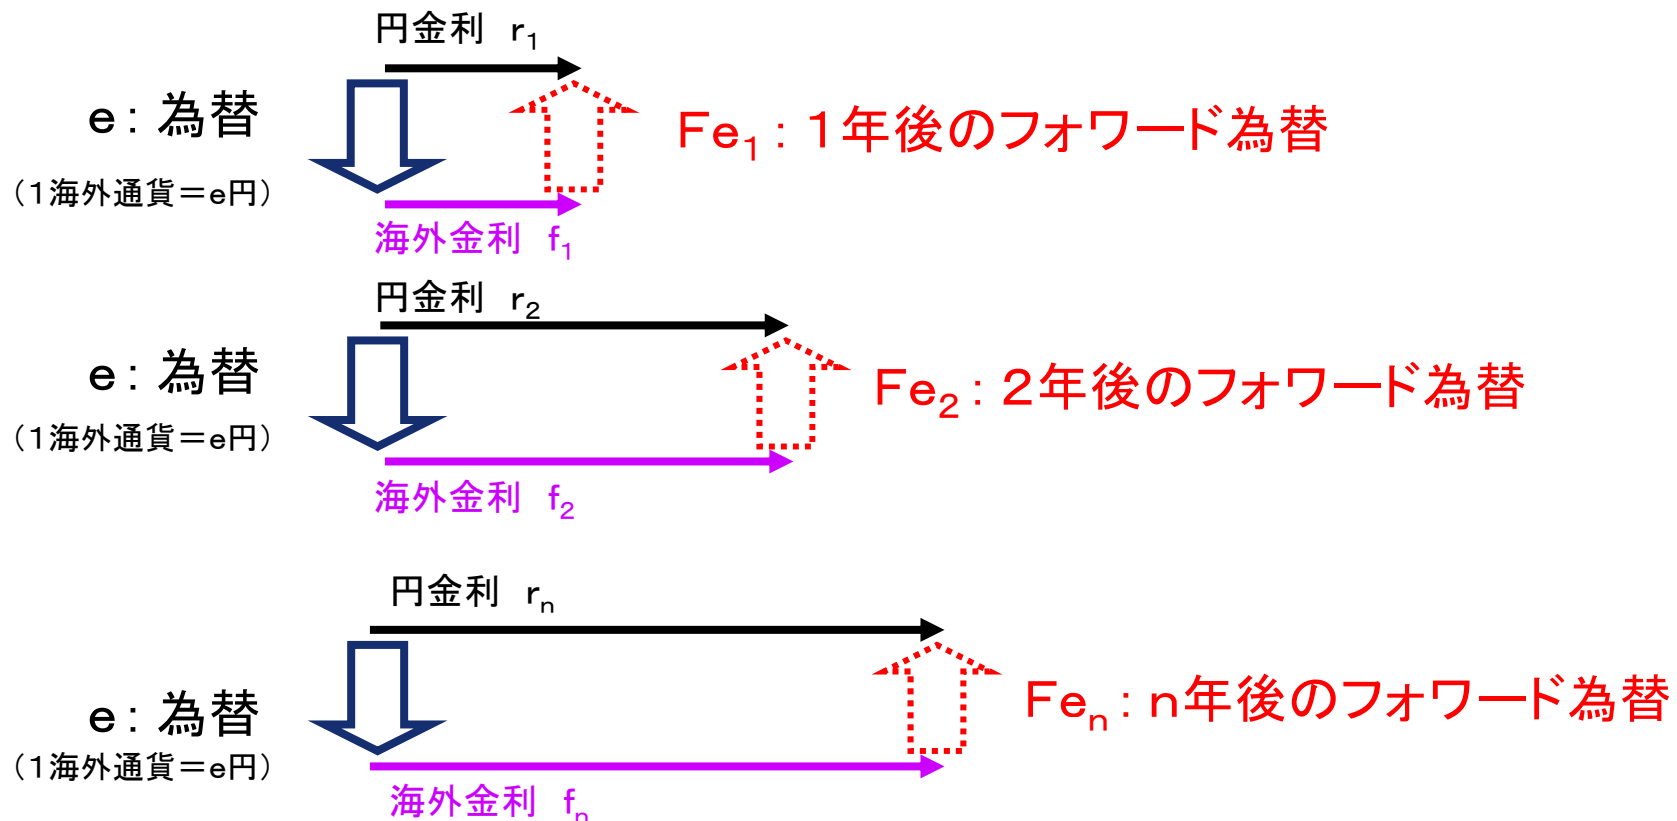 円金利 r₁
e：為替
Fe₁：１年後のフォワード為替
（１海外通貨＝e円）
海外金利 f₁
円金利 r₂
e：為替
Fe₂：２年後のフォワード為替
（１海外通貨＝e円）
海外金利 f₂
円金利 rₙ
e：為替
Feₙ：n年後のフォワード為替
（１海外通貨＝e円）
海外金利 fₙ